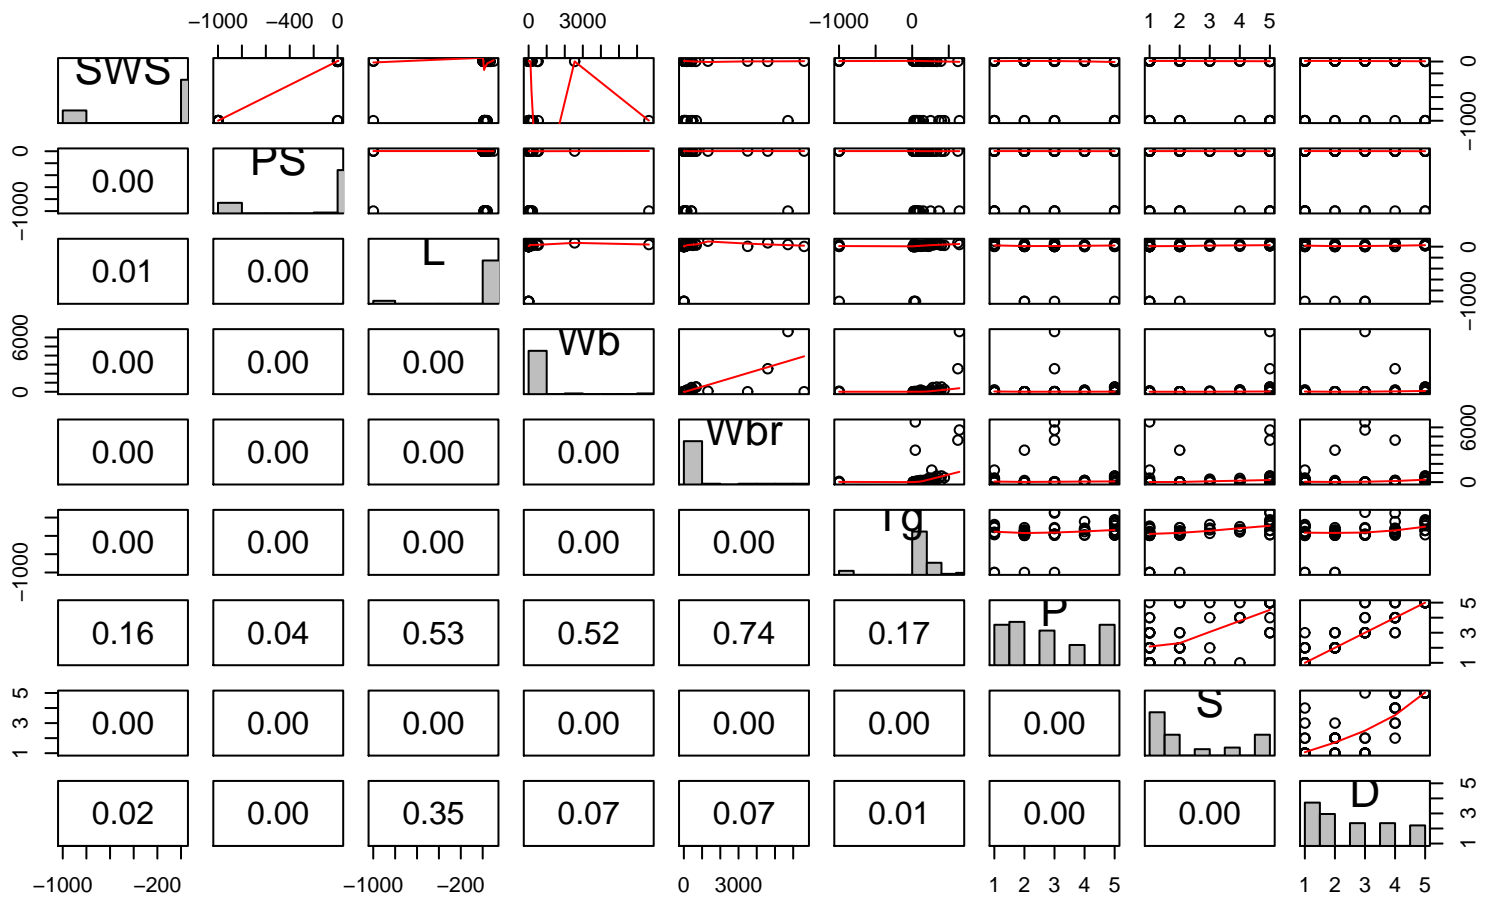 −1000 −400 0 0 3000 −1000 0 1 2 3 4 5
SWS −1000 0
−1000 0 0.00 PS
0.01 0.00 L −1000 0
0 6000 0.00 0.00 0.00 Wb
0.00 0.00 0.00 0.00 Wbr 0 6000
−1000 0.00 0.00 0.00 0.00 0.00 Tg
0.16 0.04 0.53 0.52 0.74 0.17 P 1 3 5
1 3 5 0.00 0.00 0.00 0.00 0.00 0.00 0.00 S
0.02 0.00 0.35 0.07 0.07 0.01 0.00 0.00 D 1 3 5
−1000 −200 −1000 −200 0 3000 1 2 3 4 5 1 2 3 4 5